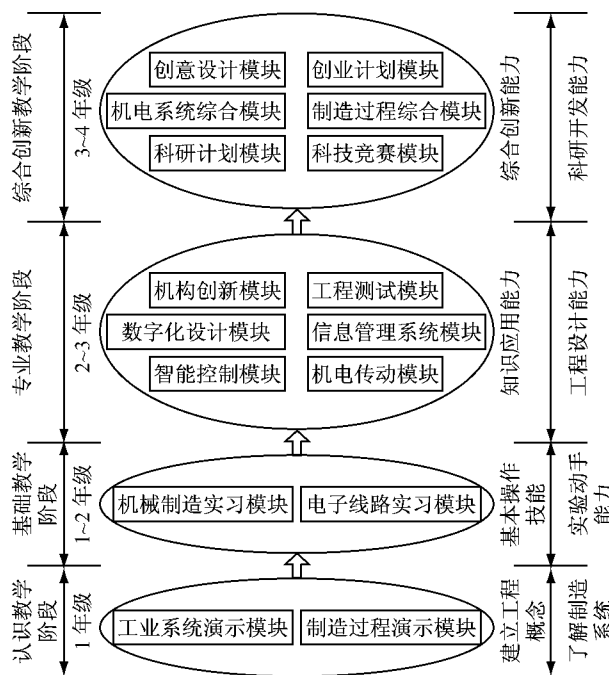 综合创新教学阶段
3~4 年级
创意设计模块
创业计划模块
机电系统综合模块
制造过程综合模块
科研计划模块
科技竞赛模块
综合创新能力
科研开发能力
专业教学阶段
2~3 年级
机构创新模块
工程测试模块
数字化设计模块
信息管理系统模块
智能控制模块
机电传动模块
知识应用能力
工程设计能力
基础教学
阶段
1~2 年级
机械制造实习模块
电子线路实习模块
基本操作
技能
实验动手
能力
认识教学
阶段
1 年级
工业系统演示模块
制造过程演示模块
建立工程
概念
了解制造
系统